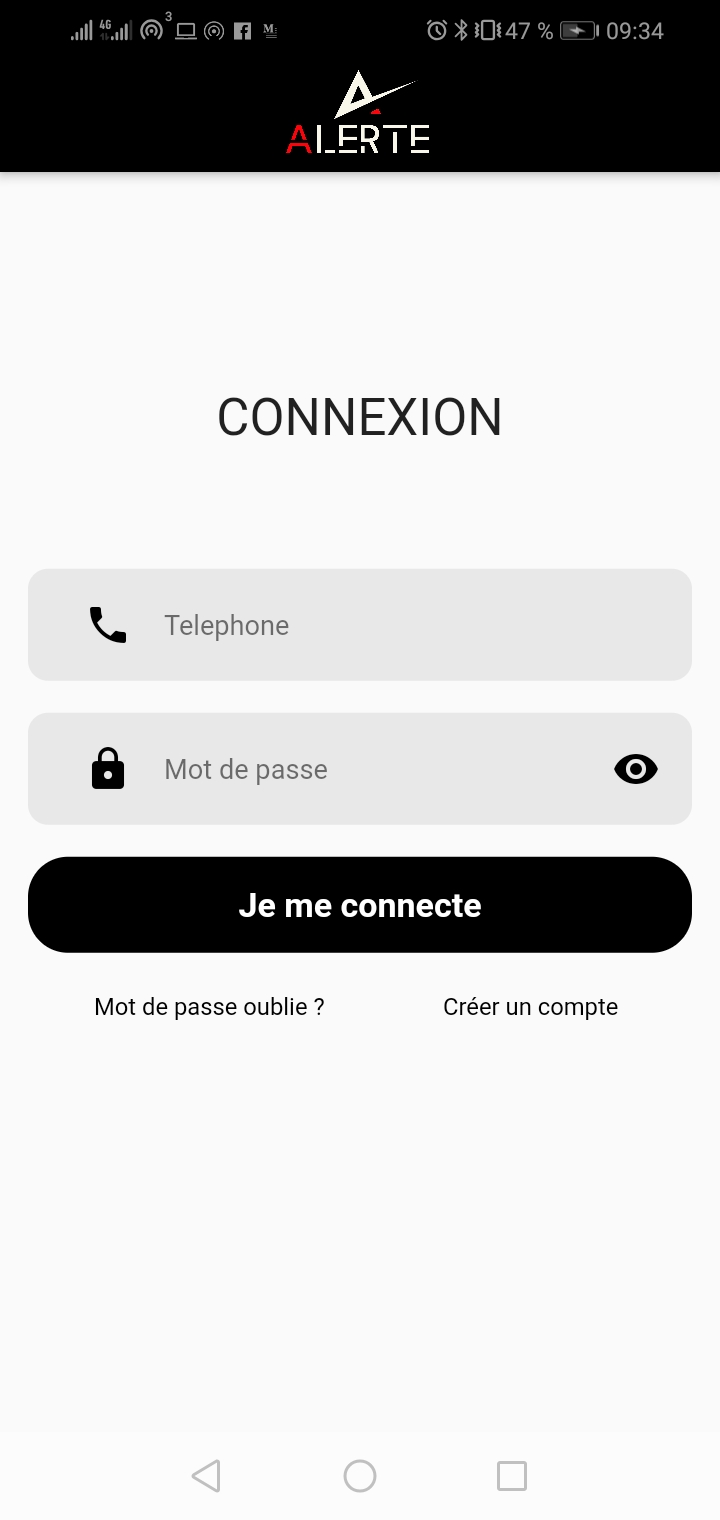 4G 3 47 % 09:34
ALERTE
CONNEXION
Telephone
Mot de passe
Je me connecte
Mot de passe oublie ? Créer un compte